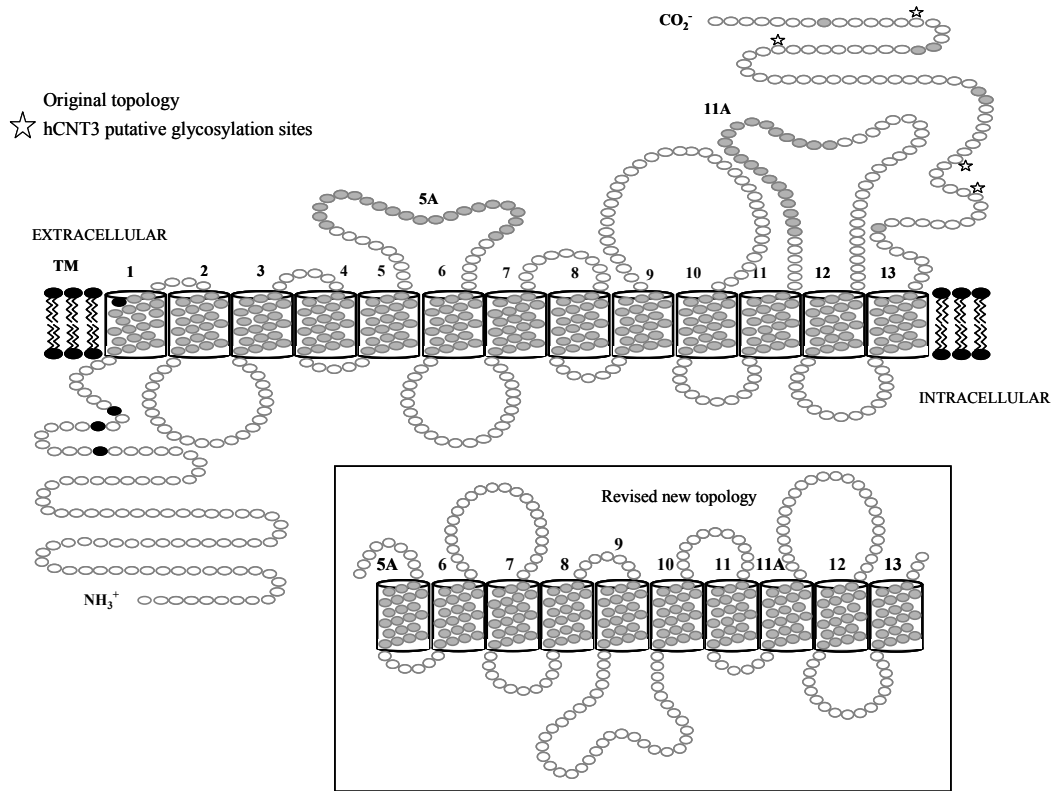 CO₂⁻
Original topology
hCNT3 putative glycosylation sites
11A
5A
EXTRACELLULAR
TM
1 2 3 4 5 6 7 8 9 10 11 12 13
INTRACELLULAR
Revised new topology
5A 6 7 8 9 10 11 11A 12 13
NH₃⁺